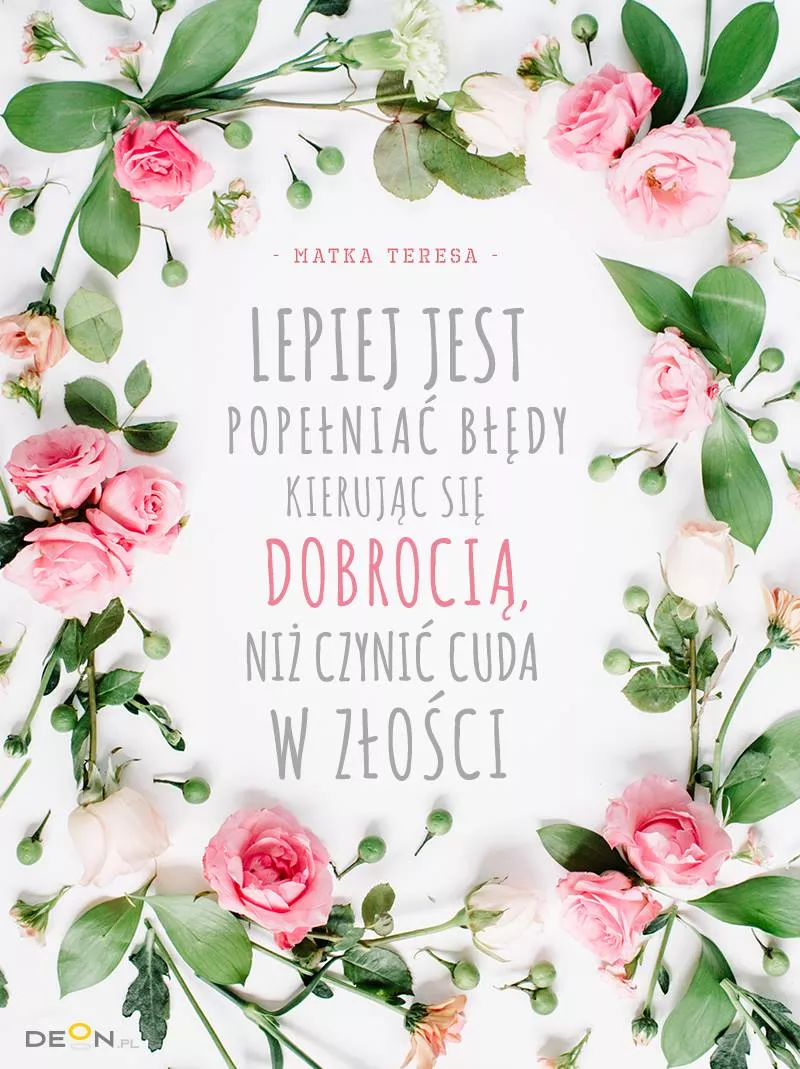 - MATKA TERESA -
LEPIEJ JEST
POPEŁNIAĆ BŁĘDY
KIERUJĄC SIĘ
DOBROCIĄ,
NIŻ CZYNIĆ CUDA
W ZŁOŚCI
DEON.PL